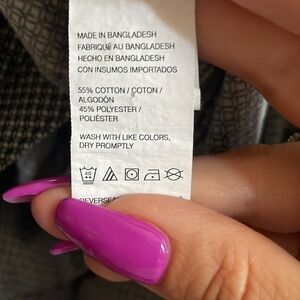 MADE IN BANGLADESH
FABRIQUÉ AU BANGLADESH
HECHO EN BANGLADESH
CON INSUMOS IMPORTADOS
55% COTTON / COTON /
ALGODÓN
45% POLYESTER /
POLIÉSTER
WASH WITH LIKE COLORS,
DRY PROMPTLY
40